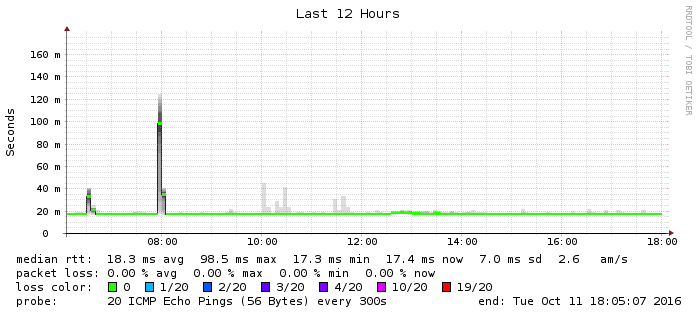 Last 12 Hours
RRDTOOL / TOBI OETIKER
Seconds
160 m
140 m
120 m
100 m
80 m
60 m
40 m
20 m
0
08:00 10:00 12:00 14:00 16:00 18:00
median rtt: 18.3 ms avg 98.5 ms max 17.3 ms min 17.4 ms now 7.0 ms sd 2.6 am/s
packet loss: 0.00 % avg 0.00 % max 0.00 % min 0.00 % now
loss color: 0 1/20 2/20 3/20 4/20 10/20 19/20
probe: 20 ICMP Echo Pings (56 Bytes) every 300s end: Tue Oct 11 18:05:07 2016